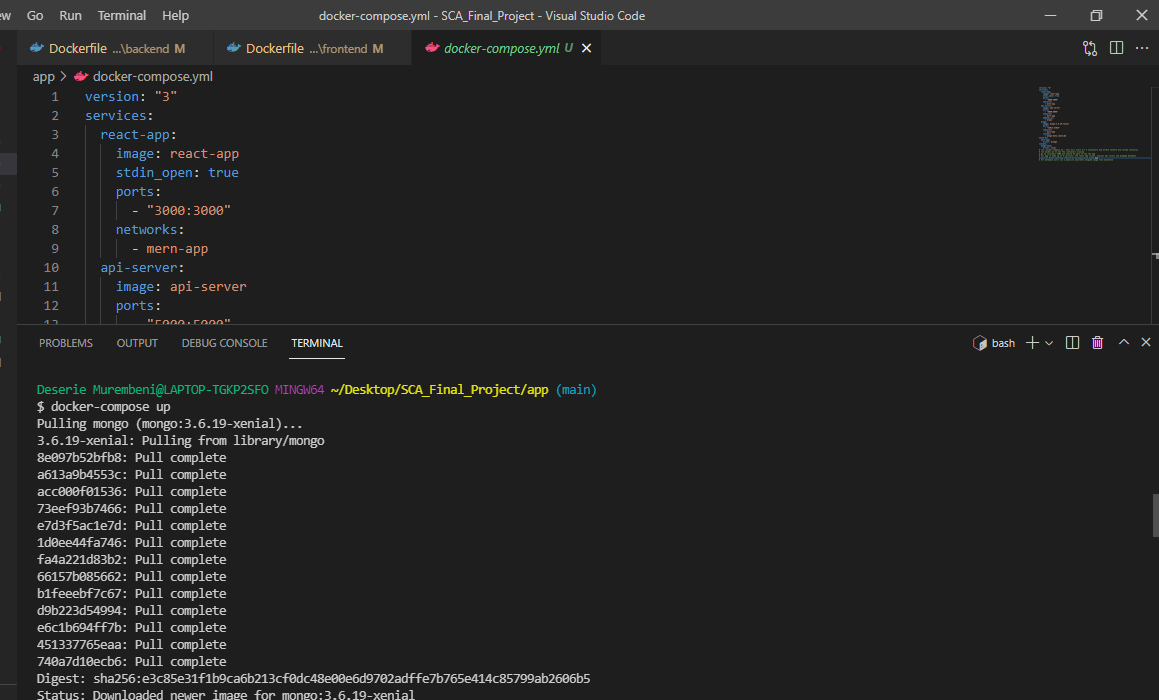 ew Go Run Terminal Help docker-compose.yml - SCA_Final_Project - Visual Studio Code
Dockerfile ...\backend M Dockerfile ...\frontend M docker-compose.yml U
app > docker-compose.yml
1 version: "3"
2 services:
3 react-app:
4 image: react-app
5 stdin_open: true
6 ports:
7 - "3000:3000"
8 networks:
9 - mern-app
10 api-server:
11 image: api-server
12 ports:
13 - "5000:5000"
PROBLEMS OUTPUT DEBUG CONSOLE TERMINAL bash
Deserie Murembeni@LAPTOP-TGKP2SFO MINGW64 ~/Desktop/SCA_Final_Project/app (main)
$ docker-compose up
Pulling mongo (mongo:3.6.19-xenial)...
3.6.19-xenial: Pulling from library/mongo
8e097b52bfb8: Pull complete
a613a9b4553c: Pull complete
acc000f01536: Pull complete
73eef93b7466: Pull complete
e7d3f5ac1e7d: Pull complete
1d0ee44fa746: Pull complete
fa4a221d83b2: Pull complete
66157b085662: Pull complete
b1feeebf7c67: Pull complete
d9b223d54994: Pull complete
e6c1b694ff7b: Pull complete
451337765eaa: Pull complete
740a7d10ecb6: Pull complete
Digest: sha256:e3c85e31f1b9ca6b213cf0dc48e00e6d9702adffe7b765e414c85799ab2606b5
Status: Downloaded newer image for mongo:3.6.19-xenial